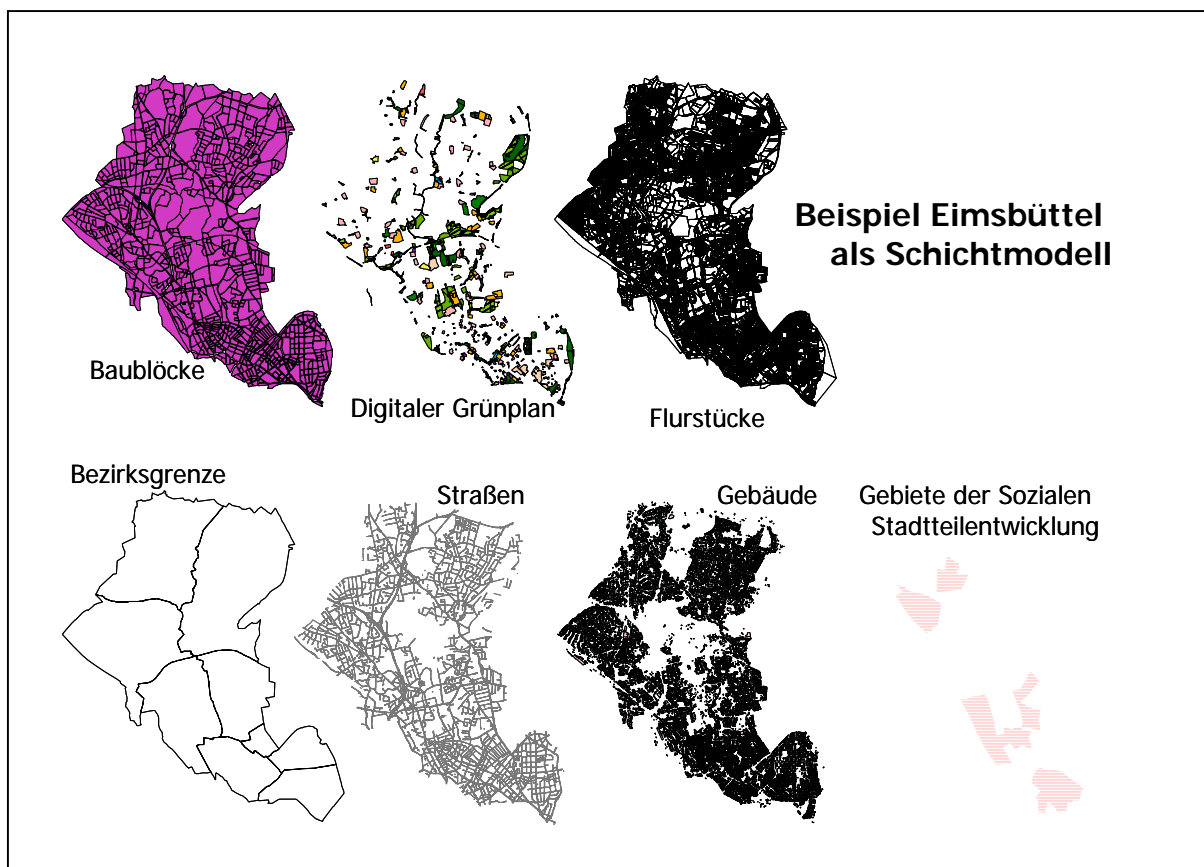 Beispiel Eimsbüttel
als Schichtmodell
Baublöcke
Digitaler Grünplan
Flurstücke
Bezirksgrenze
Straßen
Gebäude
Gebiete der Sozialen
Stadtteilentwicklung